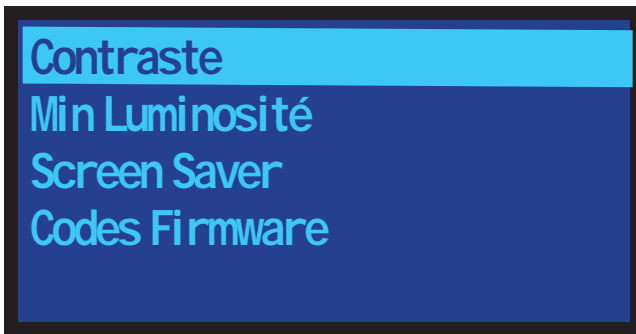 Contraste
Min Luminosité
Screen Saver
Codes Firmware